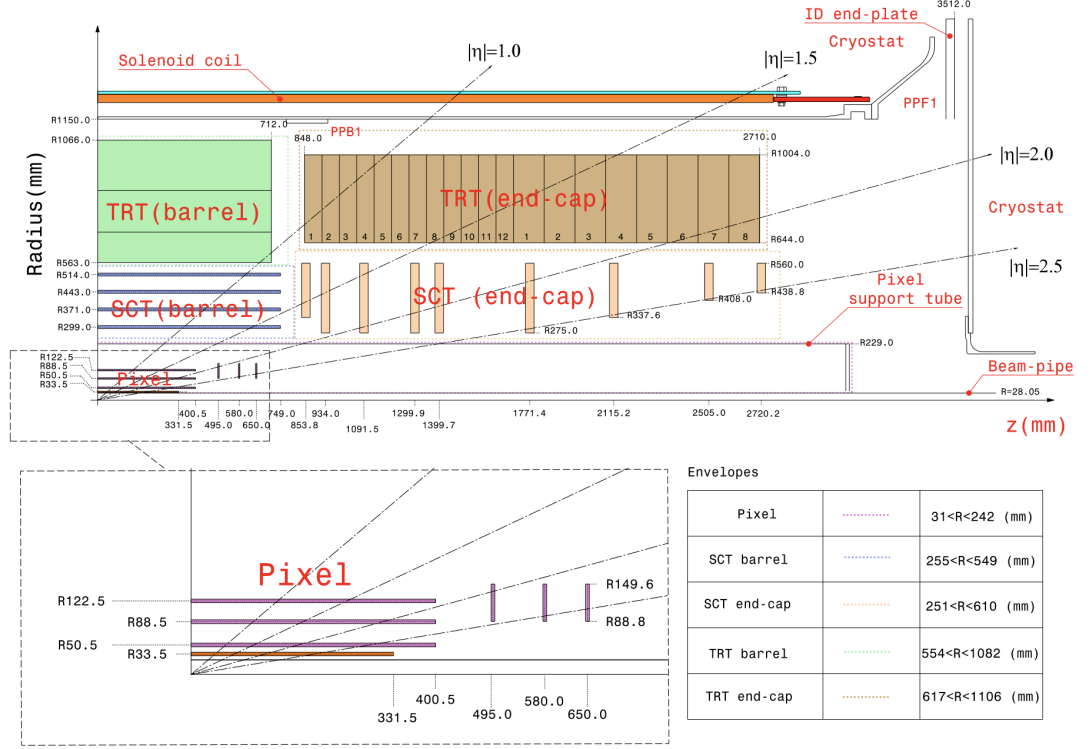 3512.0
ID end-plate
Cryostat
|η|=1.0
|η|=1.5
Solenoid coil
PPF1
R1150.0
712.0
PPB1
848.0
2710.0
R1066.0
R1004.0
|η|=2.0
Radius(mm)
TRT(barrel)
TRT(end-cap)
Cryostat
1 2 3 4 5 6 7 8 9 10 11 12 1 2 3 4 5 6 7 8
R644.0
R563.0
R560.0
|η|=2.5
R514.0
Pixel
support tube
R443.0
R438.8
SCT(barrel)
SCT (end-cap)
R408.0
R371.0
R337.6
R299.0
R275.0
R229.0
R122.5
R88.5
R50.5
R33.5
Pixel
Beam-pipe
R=28.05
400.5 580.0 749.0 934.0 1299.9 1771.4 2115.2 2505.0 2720.2
331.5 495.0 650.0 853.8 1091.5 1399.7
z(mm)
Envelopes
Pixel 31<R<242 (mm)
SCT barrel 255<R<549 (mm)
SCT end-cap 251<R<610 (mm)
TRT barrel 554<R<1082 (mm)
TRT end-cap 617<R<1106 (mm)
Pixel
R149.6
R122.5
R88.5
R88.8
R50.5
R33.5
400.5
331.5
495.0
580.0
650.0